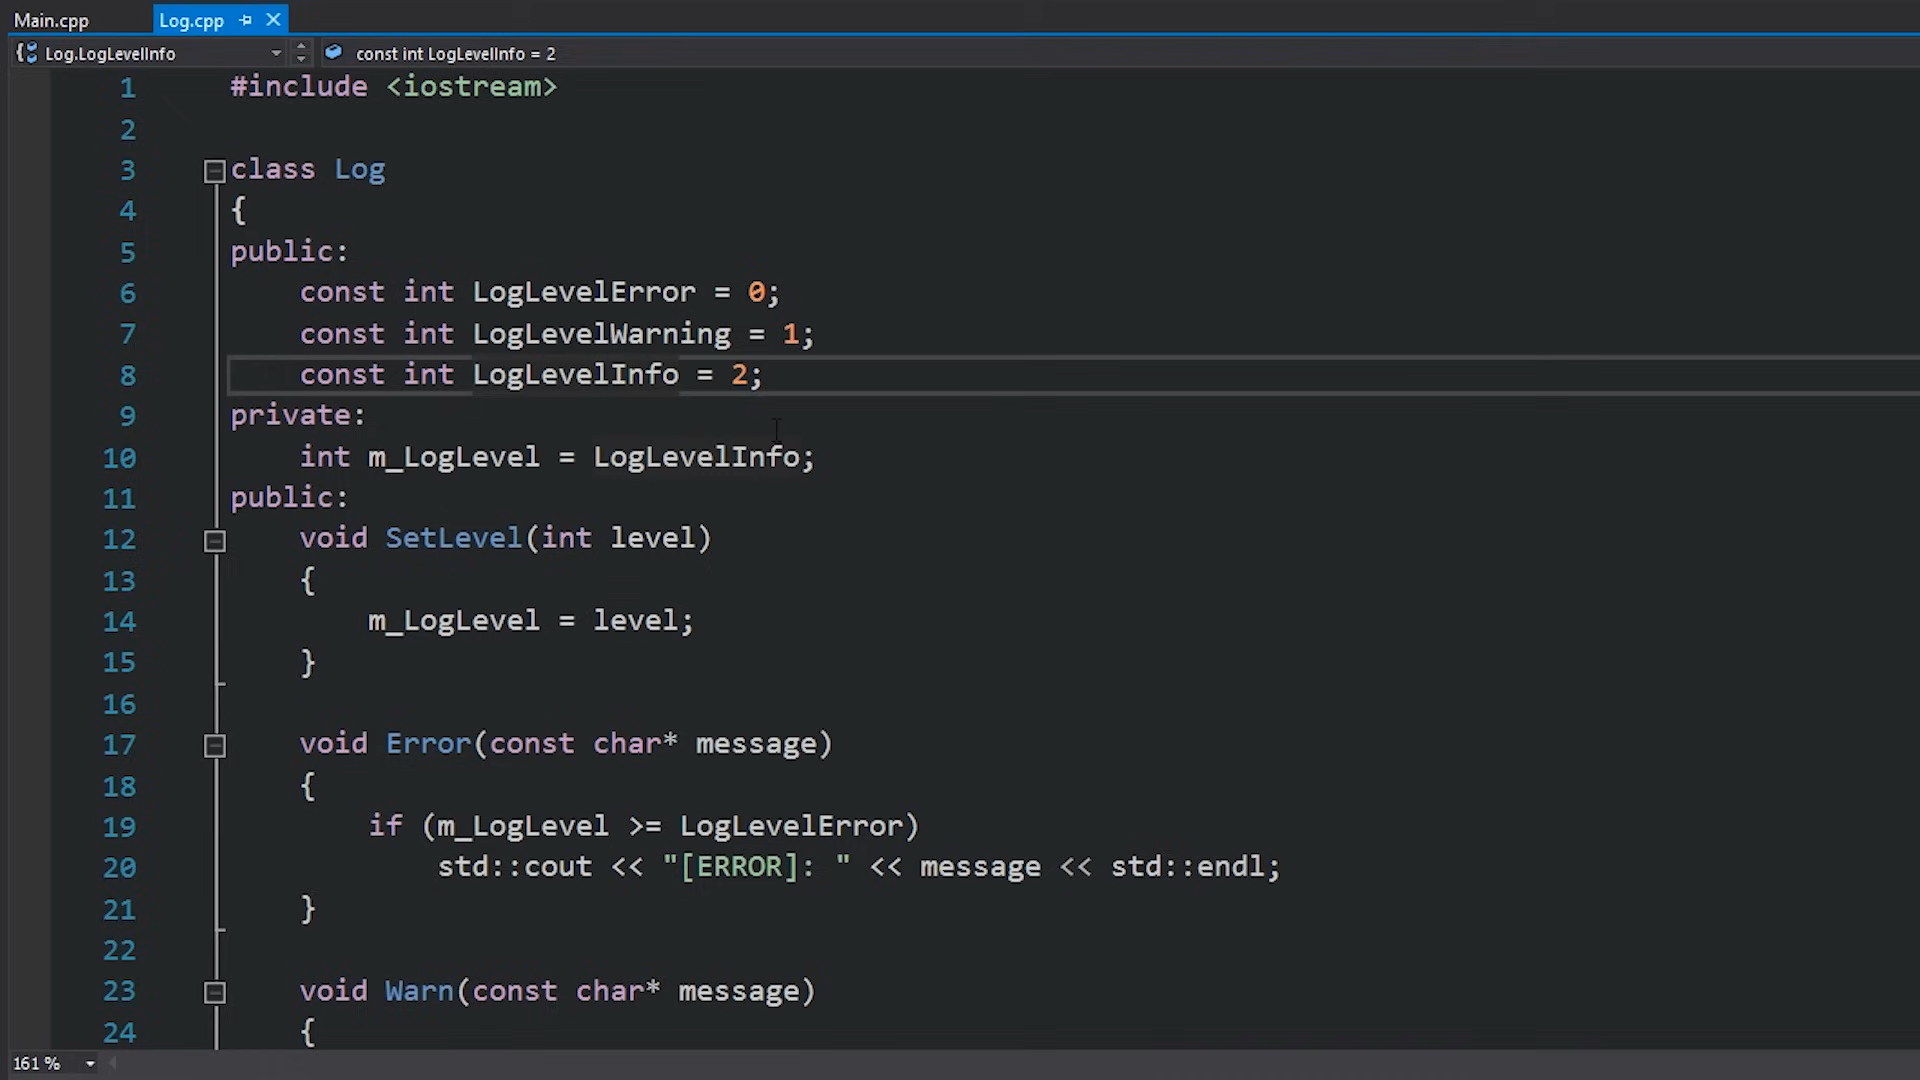 Main.cpp Log.cpp
Log.LogLevelInfo const int LogLevelInfo = 2
1 #include <iostream>
2
3 class Log
4 {
5 public:
6 const int LogLevelError = 0;
7 const int LogLevelWarning = 1;
8 const int LogLevelInfo = 2;
9 private:
10 int m_LogLevel = LogLevelInfo;
11 public:
12 void SetLevel(int level)
13 {
14 m_LogLevel = level;
15 }
16
17 void Error(const char* message)
18 {
19 if (m_LogLevel >= LogLevelError)
20 std::cout << "[ERROR]: " << message << std::endl;
21 }
22
23 void Warn(const char* message)
24 {
161 %